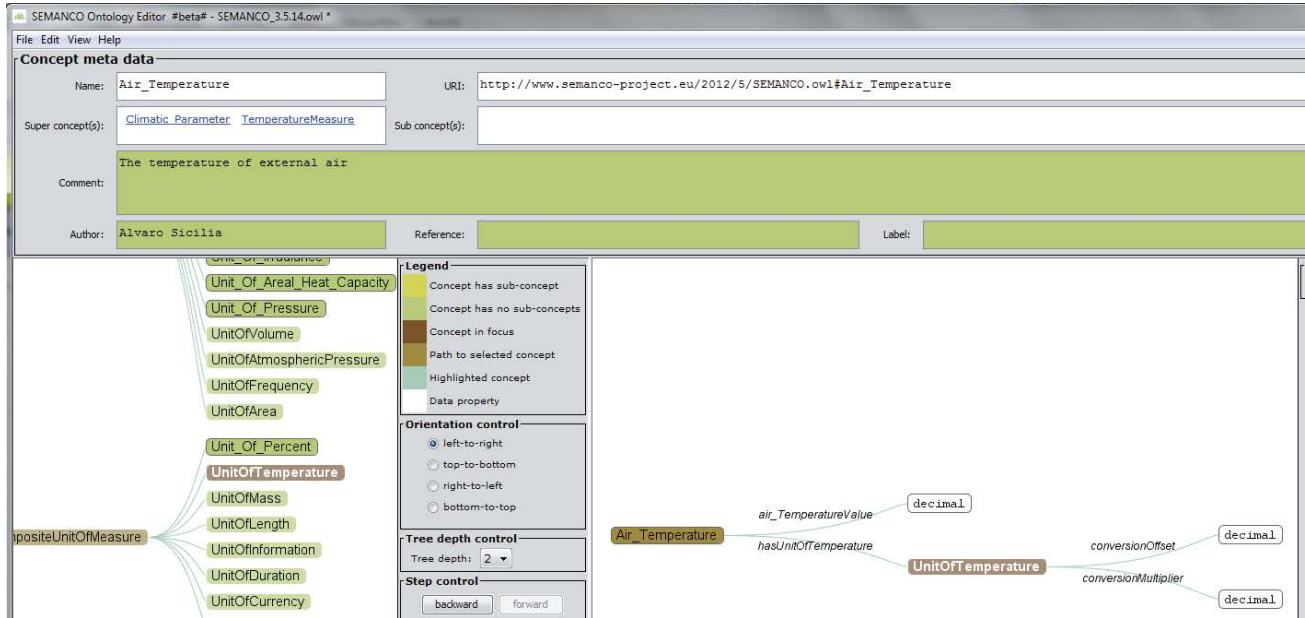 SEMANCO Ontology Editor #beta# - SEMANCO_3.5.14.owl *
File Edit View Help
Concept meta data
Name: Air_Temperature URI: http://www.semanco-project.eu/2012/5/SEMANCO.owl#Air_Temperature
Super concept(s): Climatic_Parameter TemperatureMeasure Sub concept(s):
The temperature of external air
Comment:
Author: Alvaro Sicilia Reference: Label:
Unit_Of_Irradiance
Unit_Of_Areal_Heat_Capacity
Unit_Of_Pressure
UnitOfVolume
UnitOfAtmosphericPressure
UnitOfFrequency
UnitOfArea
Unit_Of_Percent
UnitOfTemperature
UnitOfMass
UnitOfLength
mpositeUnitOfMeasure
UnitOfInformation
UnitOfDuration
UnitOfCurrency
Legend
Concept has sub-concept
Concept has no sub-concepts
Concept in focus
Path to selected concept
Highlighted concept
Data property
Orientation control
left-to-right
top-to-bottom
right-to-left
bottom-to-top
Tree depth control
Tree depth: 2
Step control
backward forward
Air_Temperature
air_TemperatureValue
decimal
hasUnitOfTemperature
UnitOfTemperature
conversionOffset
decimal
conversionMultiplier
decimal